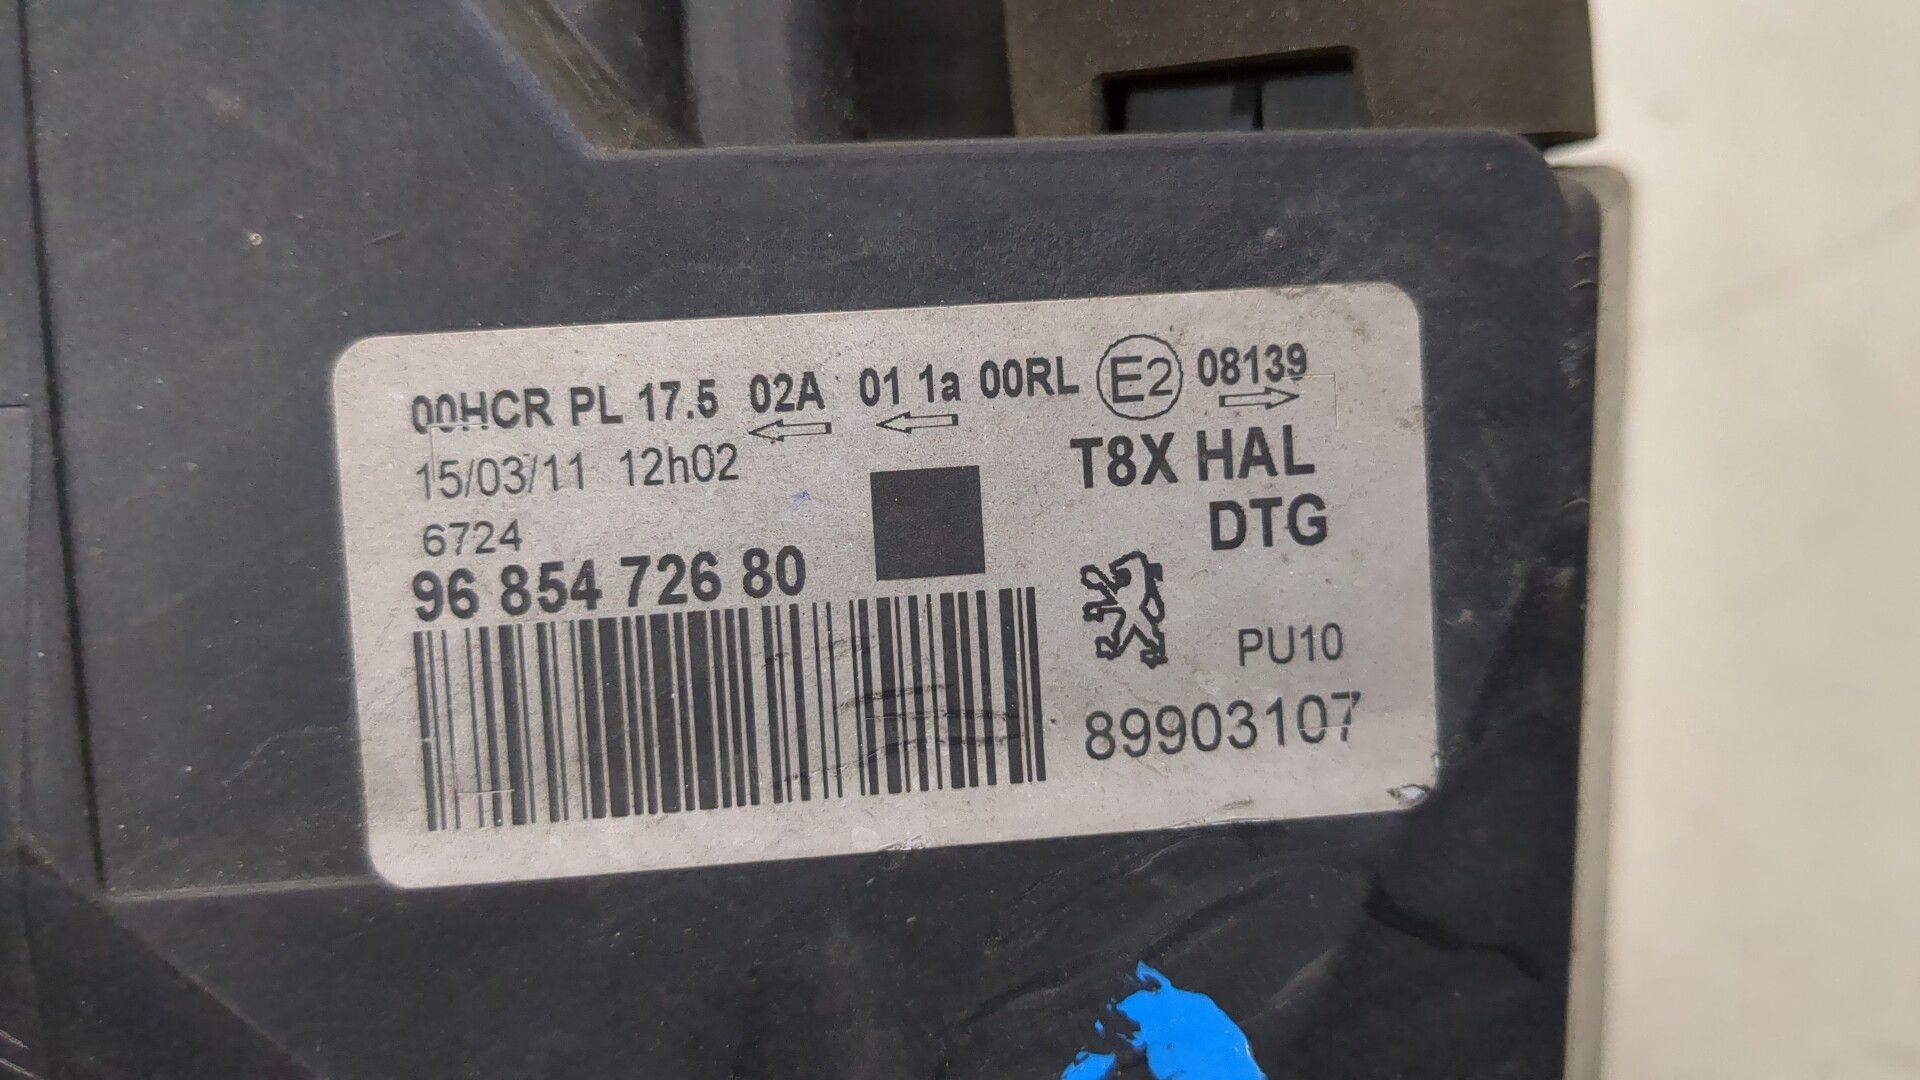 00HCR PL 17.5 02A 01 1a 00RL E2 08139
15/03/11 12h02
T8X HAL
DTG
6724
96 854 726 80
PU10
89903107